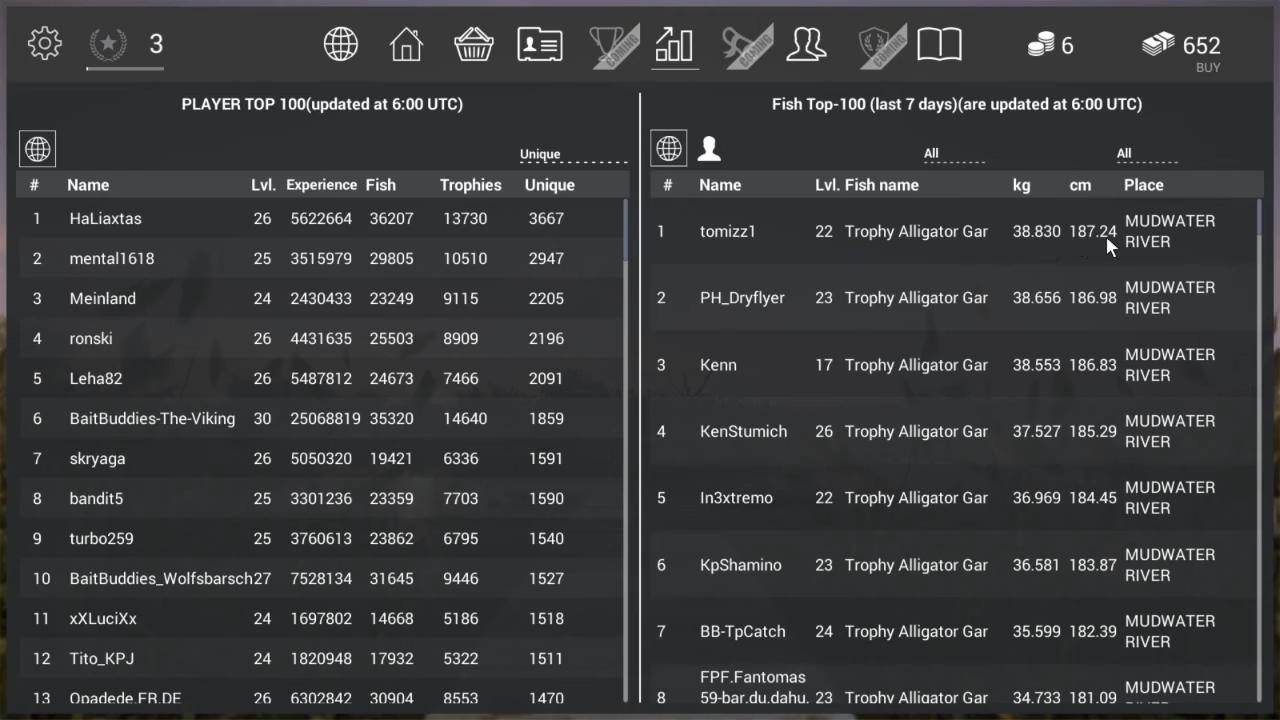 3
COMING
COMING
COMING
6
652
BUY
PLAYER TOP 100(updated at 6:00 UTC)
Unique
# Name Lvl. Experience Fish Trophies Unique
1 HaLiaxtas 26 5622664 36207 13730 3667
2 mental1618 25 3515979 29805 10510 2947
3 Meinland 24 2430433 23249 9115 2205
4 ronski 26 4431635 25503 8909 2196
5 Leha82 26 5487812 24673 7466 2091
6 BaitBuddies-The-Viking 30 25068819 35320 14640 1859
7 skryaga 26 5050320 19421 6336 1591
8 bandit5 25 3301236 23359 7703 1590
9 turbo259 25 3760613 23862 6795 1540
10 BaitBuddies_Wolfsbarsch 27 7528134 31645 9446 1527
11 xXLuciXx 24 1697802 14668 5186 1518
12 Tito_KPJ 24 1820948 17932 5322 1511
13 Opadede.FR.DE 26 6302842 30904 8553 1470
Fish Top-100 (last 7 days)(are updated at 6:00 UTC)
All All
# Name Lvl. Fish name kg cm Place
1 tomizz1 22 Trophy Alligator Gar 38.830 187.24 MUDWATER
RIVER
2 PH_Dryflyer 23 Trophy Alligator Gar 38.656 186.98 MUDWATER
RIVER
3 Kenn 17 Trophy Alligator Gar 38.553 186.83 MUDWATER
RIVER
4 KenStumich 26 Trophy Alligator Gar 37.527 185.29 MUDWATER
RIVER
5 In3xtremo 22 Trophy Alligator Gar 36.969 184.45 MUDWATER
RIVER
6 KpShamino 23 Trophy Alligator Gar 36.581 183.87 MUDWATER
RIVER
7 BB-TpCatch 24 Trophy Alligator Gar 35.599 182.39 MUDWATER
RIVER
FPF.Fantomas
8 59-bar.du.dahu. 23 Trophy Alligator Gar 34.733 181.09 MUDWATER